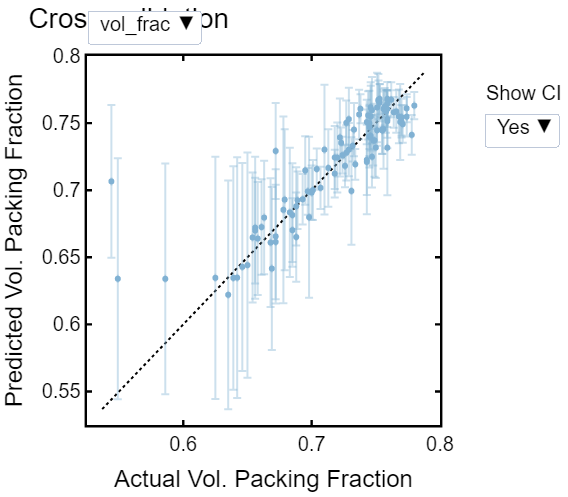 Cros
tion
vol_frac ▼
0.8
0.75
0.7
0.65
0.6
0.55
Predicted Vol. Packing Fraction
0.6
0.7
0.8
Actual Vol. Packing Fraction
Show CI
Yes ▼